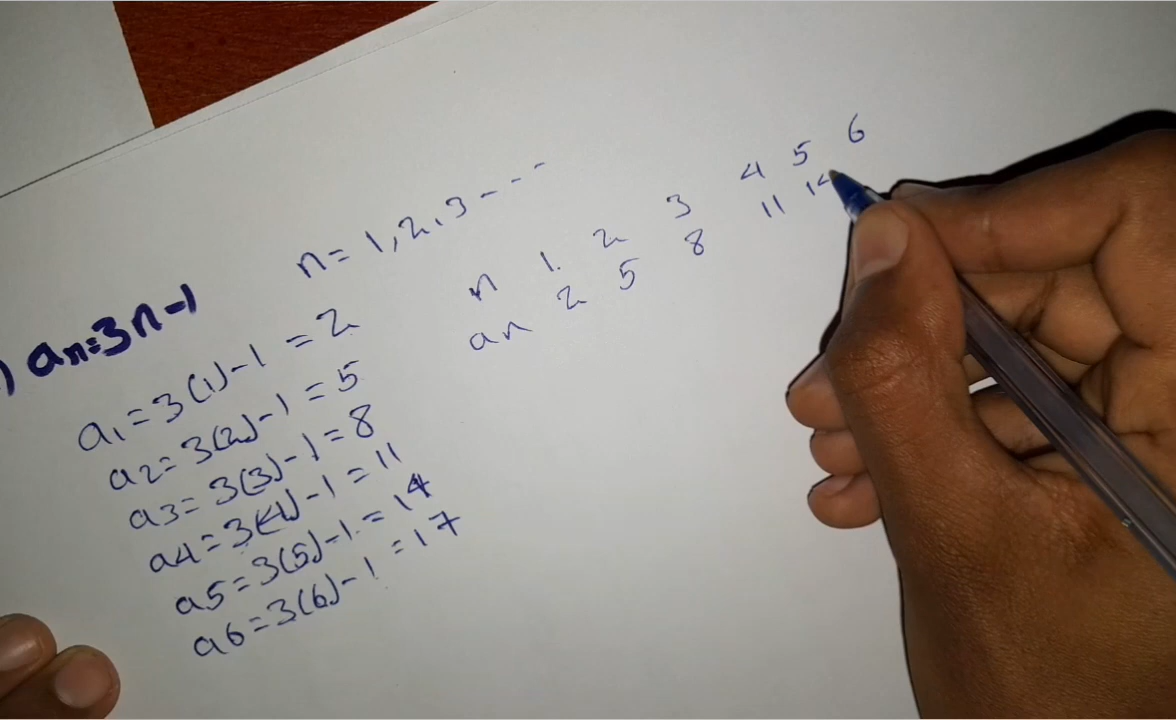 ) an=3n-1
n= 1,2,3 ---
a1=3(1)-1 =2
a2=3(2)-1 =5
a3=3(3)-1 =8
a4=3(4)-1 =11
a5=3(5)-1 =14
a6=3(6)-1 =17
n 1 2 3 4 5 6
an 2 5 8 11 14